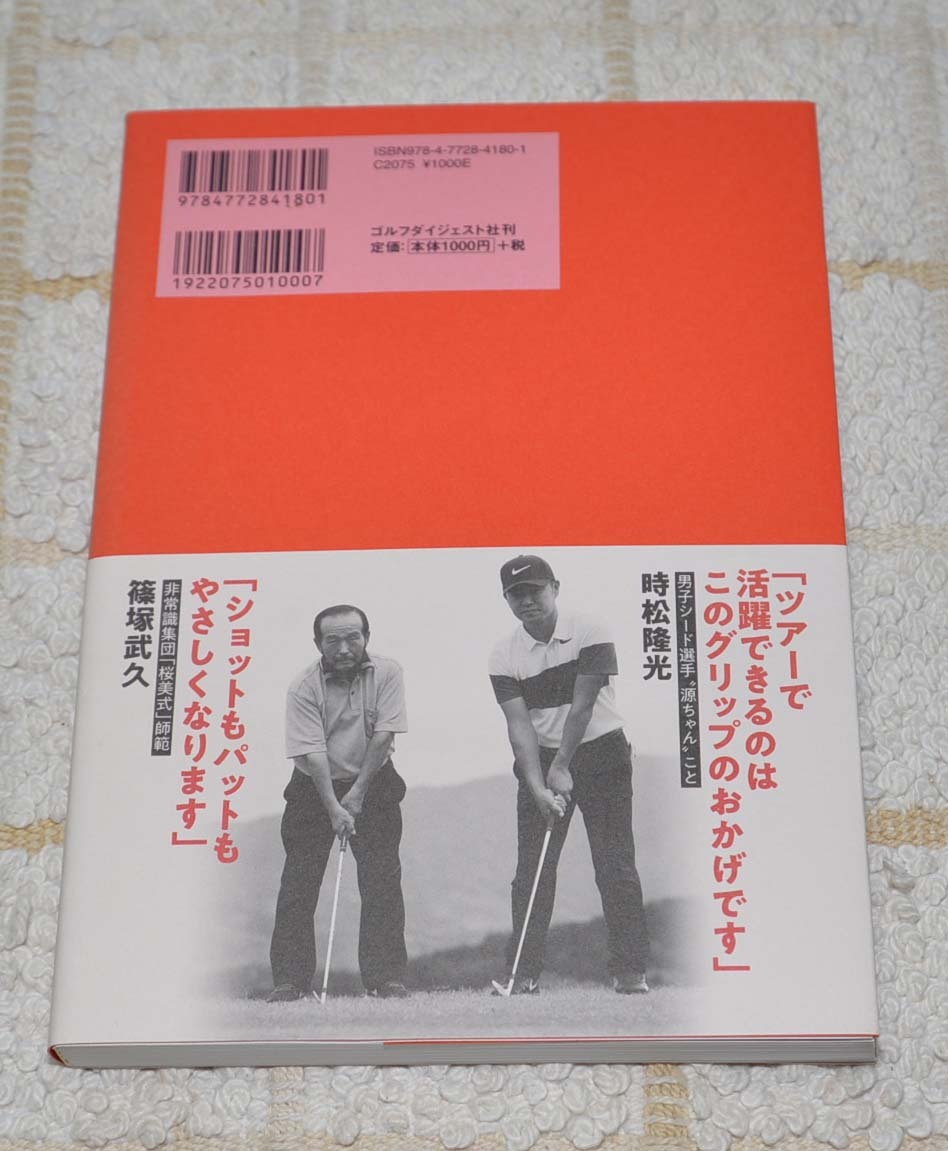 ISBN978-4-7728-4180-1
C2075 ¥1000E
9784772841801
ゴルフダイジェスト社刊
定価：本体1000円+税
1922075010007
「ツアーで
活躍できるのは
このグリップのおかげです」
男子シード選手“源ちゃん”こと
時松隆光
「ショットもパットも
やさしくなります」
非常識集団「桜美式」師範
篠塚武久